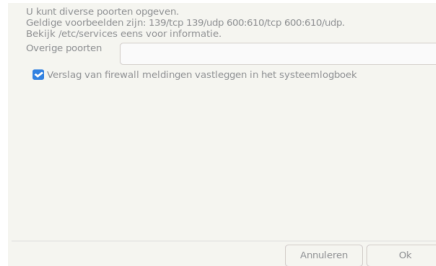 U kunt diverse poorten opgeven.
Geldige voorbeelden zijn: 139/tcp 139/udp 600:610/tcp 600:610/udp.
Bekijk /etc/services eens voor informatie.
Overige poorten
Verslag van firewall meldingen vastleggen in het systeemlogboek
Annuleren
Ok